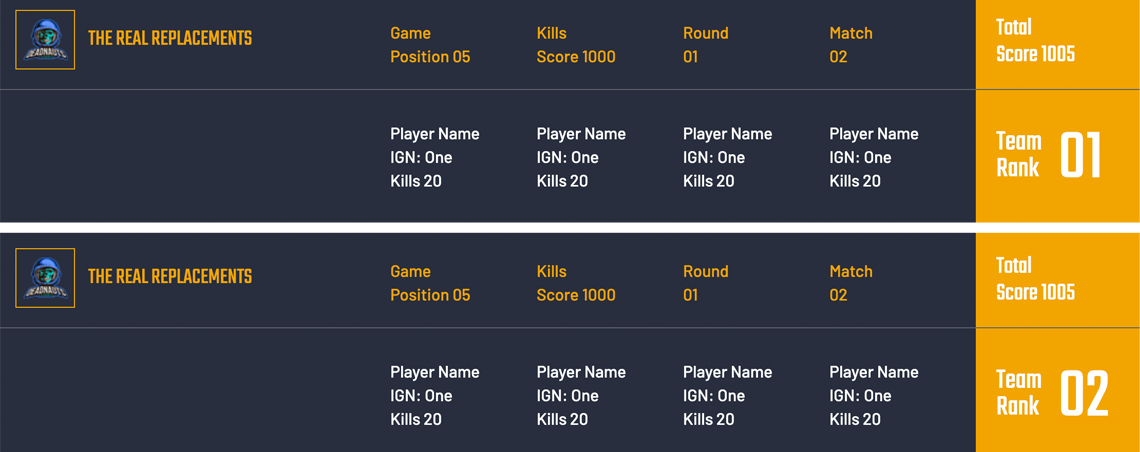 DEADNAUTS
THE REAL REPLACEMENTS
Game
Position 05
Kills
Score 1000
Round
01
Match
02
Total
Score 1005
Player Name
IGN: One
Kills 20
Player Name
IGN: One
Kills 20
Player Name
IGN: One
Kills 20
Player Name
IGN: One
Kills 20
Team
Rank
01
DEADNAUTS
THE REAL REPLACEMENTS
Game
Position 05
Kills
Score 1000
Round
01
Match
02
Total
Score 1005
Player Name
IGN: One
Kills 20
Player Name
IGN: One
Kills 20
Player Name
IGN: One
Kills 20
Player Name
IGN: One
Kills 20
Team
Rank
02